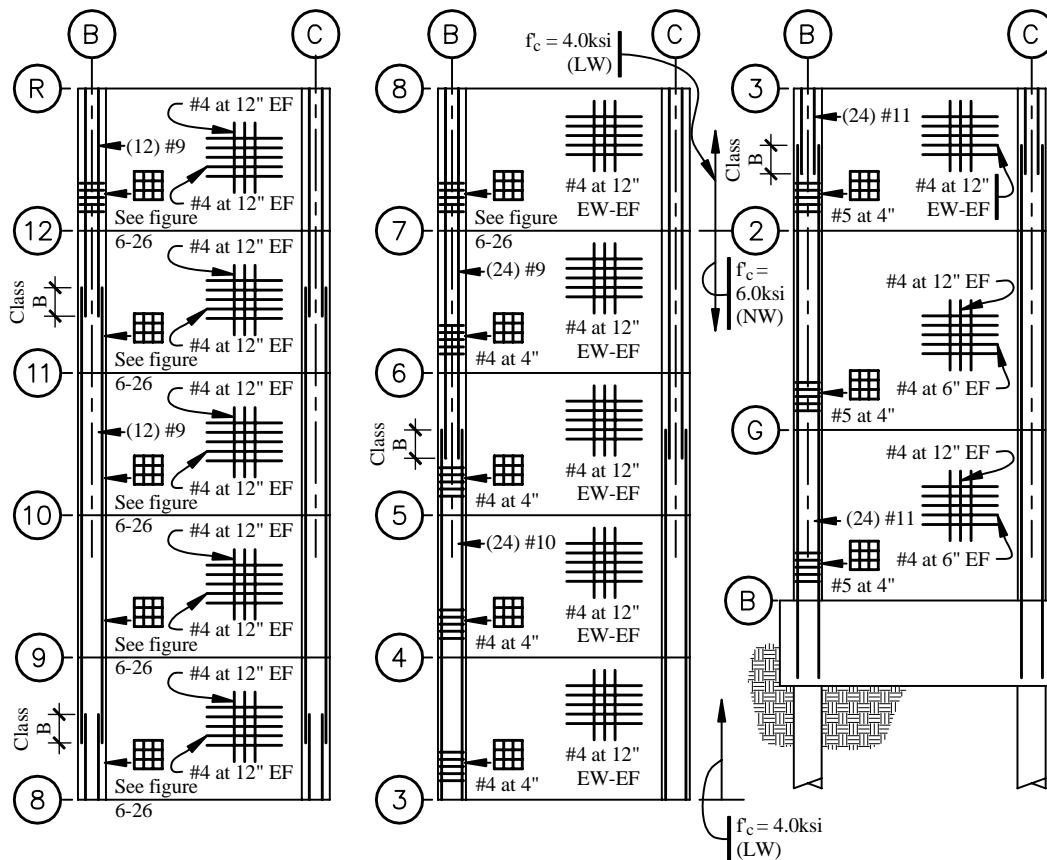 B
C
R
#4 at 12" EF
(12) #9
#4 at 12" EF
See figure
6-26
12
#4 at 12" EF
Class
B
#4 at 12" EF
See figure
6-26
11
#4 at 12" EF
(12) #9
#4 at 12" EF
See figure
6-26
10
#4 at 12" EF
#4 at 12" EF
See figure
6-26
9
#4 at 12" EF
Class
B
#4 at 12" EF
See figure
6-26
8
B
C
f'c = 4.0ksi
(LW)
8
#4 at 12"
EW-EF
See figure
6-26
7
(24) #9
f'c =
6.0ksi
(NW)
#4 at 12"
EW-EF
#4 at 4"
6
Class
B
#4 at 12"
EW-EF
#4 at 4"
5
(24) #10
#4 at 12"
EW-EF
#4 at 4"
4
#4 at 12"
EW-EF
#4 at 4"
3
f'c = 4.0ksi
(LW)
B
C
3
(24) #11
Class
B
#4 at 12"
EW-EF
#5 at 4"
2
#4 at 12" EF
#4 at 6" EF
#5 at 4"
G
#4 at 12" EF
(24) #11
#4 at 6" EF
#5 at 4"
B